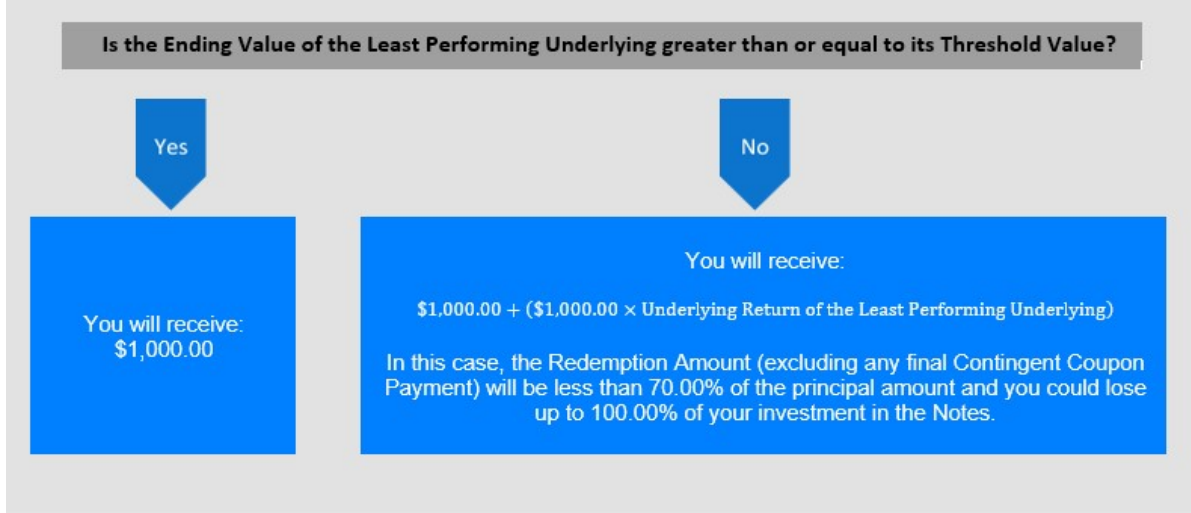 Is the Ending Value of the Least Performing Underlying greater than or equal to its Threshold Value?
Yes
No
You will receive:
$1,000.00
You will receive:
$1,000.00 + ($1,000.00 × Underlying Return of the Least Performing Underlying)
In this case, the Redemption Amount (excluding any final Contingent Coupon
Payment) will be less than 70.00% of the principal amount and you could lose
up to 100.00% of your investment in the Notes.